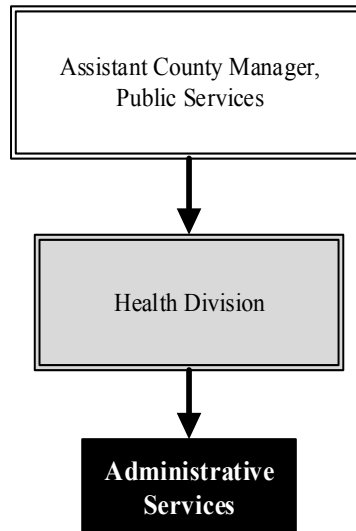 Assistant County Manager,
Public Services
Health Division
Administrative
Services